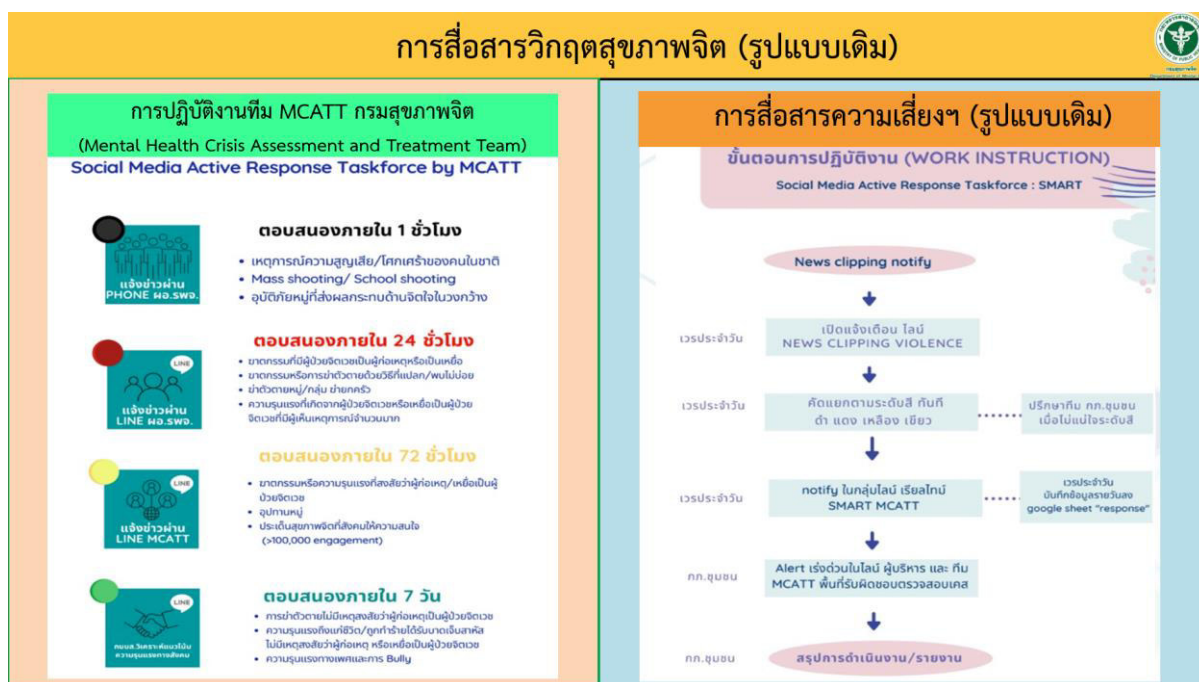 การสื่อสารวิกฤตสุขภาพจิต (รูปแบบเดิม)
การปฏิบัติงานทีม MCATT กรมสุขภาพจิต
(Mental Health Crisis Assessment and Treatment Team)
Social Media Active Response Taskforce by MCATT
ตอบสนองภายใน 1 ชั่วโมง
• เหตุการณ์ความสูญเสีย/โศกเศร้าของคนในชาติ
• Mass shooting/ School shooting
• อุบัติภัยหมู่ที่ส่งผลกระทบด้านจิตใจในวงกว้าง
แจ้งข่าวผ่าน
PHONE ผอ.รพจ.
ตอบสนองภายใน 24 ชั่วโมง
• ฆาตกรรมที่มีผู้ป่วยจิตเวชเป็นผู้ก่อเหตุหรือเป็นเหยื่อ
• ฆาตกรรมหรือการฆ่าตัวตายด้วยวิธีที่แปลก/พบไม่บ่อย
• ฆ่าตัวตายหมู่/กลุ่ม ฆ่ายกครัว
• ความรุนแรงที่เกิดจากผู้ป่วยจิตเวชหรือเหยื่อเป็นผู้ป่วย
จิตเวชที่มีผู้เห็นเหตุการณ์จำนวนมาก
LINE
แจ้งข่าวผ่าน
LINE ผอ.รพจ.
ตอบสนองภายใน 72 ชั่วโมง
• ฆาตกรรมหรือความรุนแรงที่สงสัยว่าผู้ก่อเหตุ/เหยื่อเป็นผู้
ป่วยจิตเวช
• อุปทานหมู่
• ประเด็นสุขภาพจิตที่สังคมให้ความสนใจ
(>100,000 engagement)
LINE
แจ้งข่าวผ่าน
LINE MCATT
ตอบสนองภายใน 7 วัน
• การฆ่าตัวตายไม่มีเหตุสงสัยว่าผู้ก่อเหตุเป็นผู้ป่วยจิตเวช
• ความรุนแรงถึงแก่ชีวิต/ถูกทำร้ายได้รับบาดเจ็บสาหัส
ไม่มีเหตุสงสัยว่าผู้ก่อเหตุ หรือเหยื่อเป็นผู้ป่วยจิตเวช
• ความรุนแรงทางเพศและการ Bully
LINE
วิเคราะห์แนวโน้ม
ความรุนแรงทางสังคม
การสื่อสารความเสี่ยงฯ (รูปแบบเดิม)
ขั้นตอนการปฏิบัติงาน (WORK INSTRUCTION)
Social Media Active Response Taskforce : SMART
News clipping notify
เวรประจำวัน
เปิดแจ้งเตือน ไลน์
NEWS CLIPPING VIOLENCE
เวรประจำวัน
คัดแยกตามระดับสี ทันที
ดำ แดง เหลือง เขียว
ปรึกษาทีม กก.ชุมชน
เมื่อไม่แน่ใจระดับสี
เวรประจำวัน
notify ในกลุ่มไลน์ เรียลไทม์
SMART MCATT
เวรประจำวัน
บันทึกข้อมูลรายวันลง
google sheet "response"
กก.ชุมชน
Alert เร่งด่วนในไลน์ ผู้บริหาร และ ทีม
MCATT พื้นที่รับผิดชอบตรวจสอบเคส
กก.ชุมชน
สรุปการดำเนินงาน/รายงาน